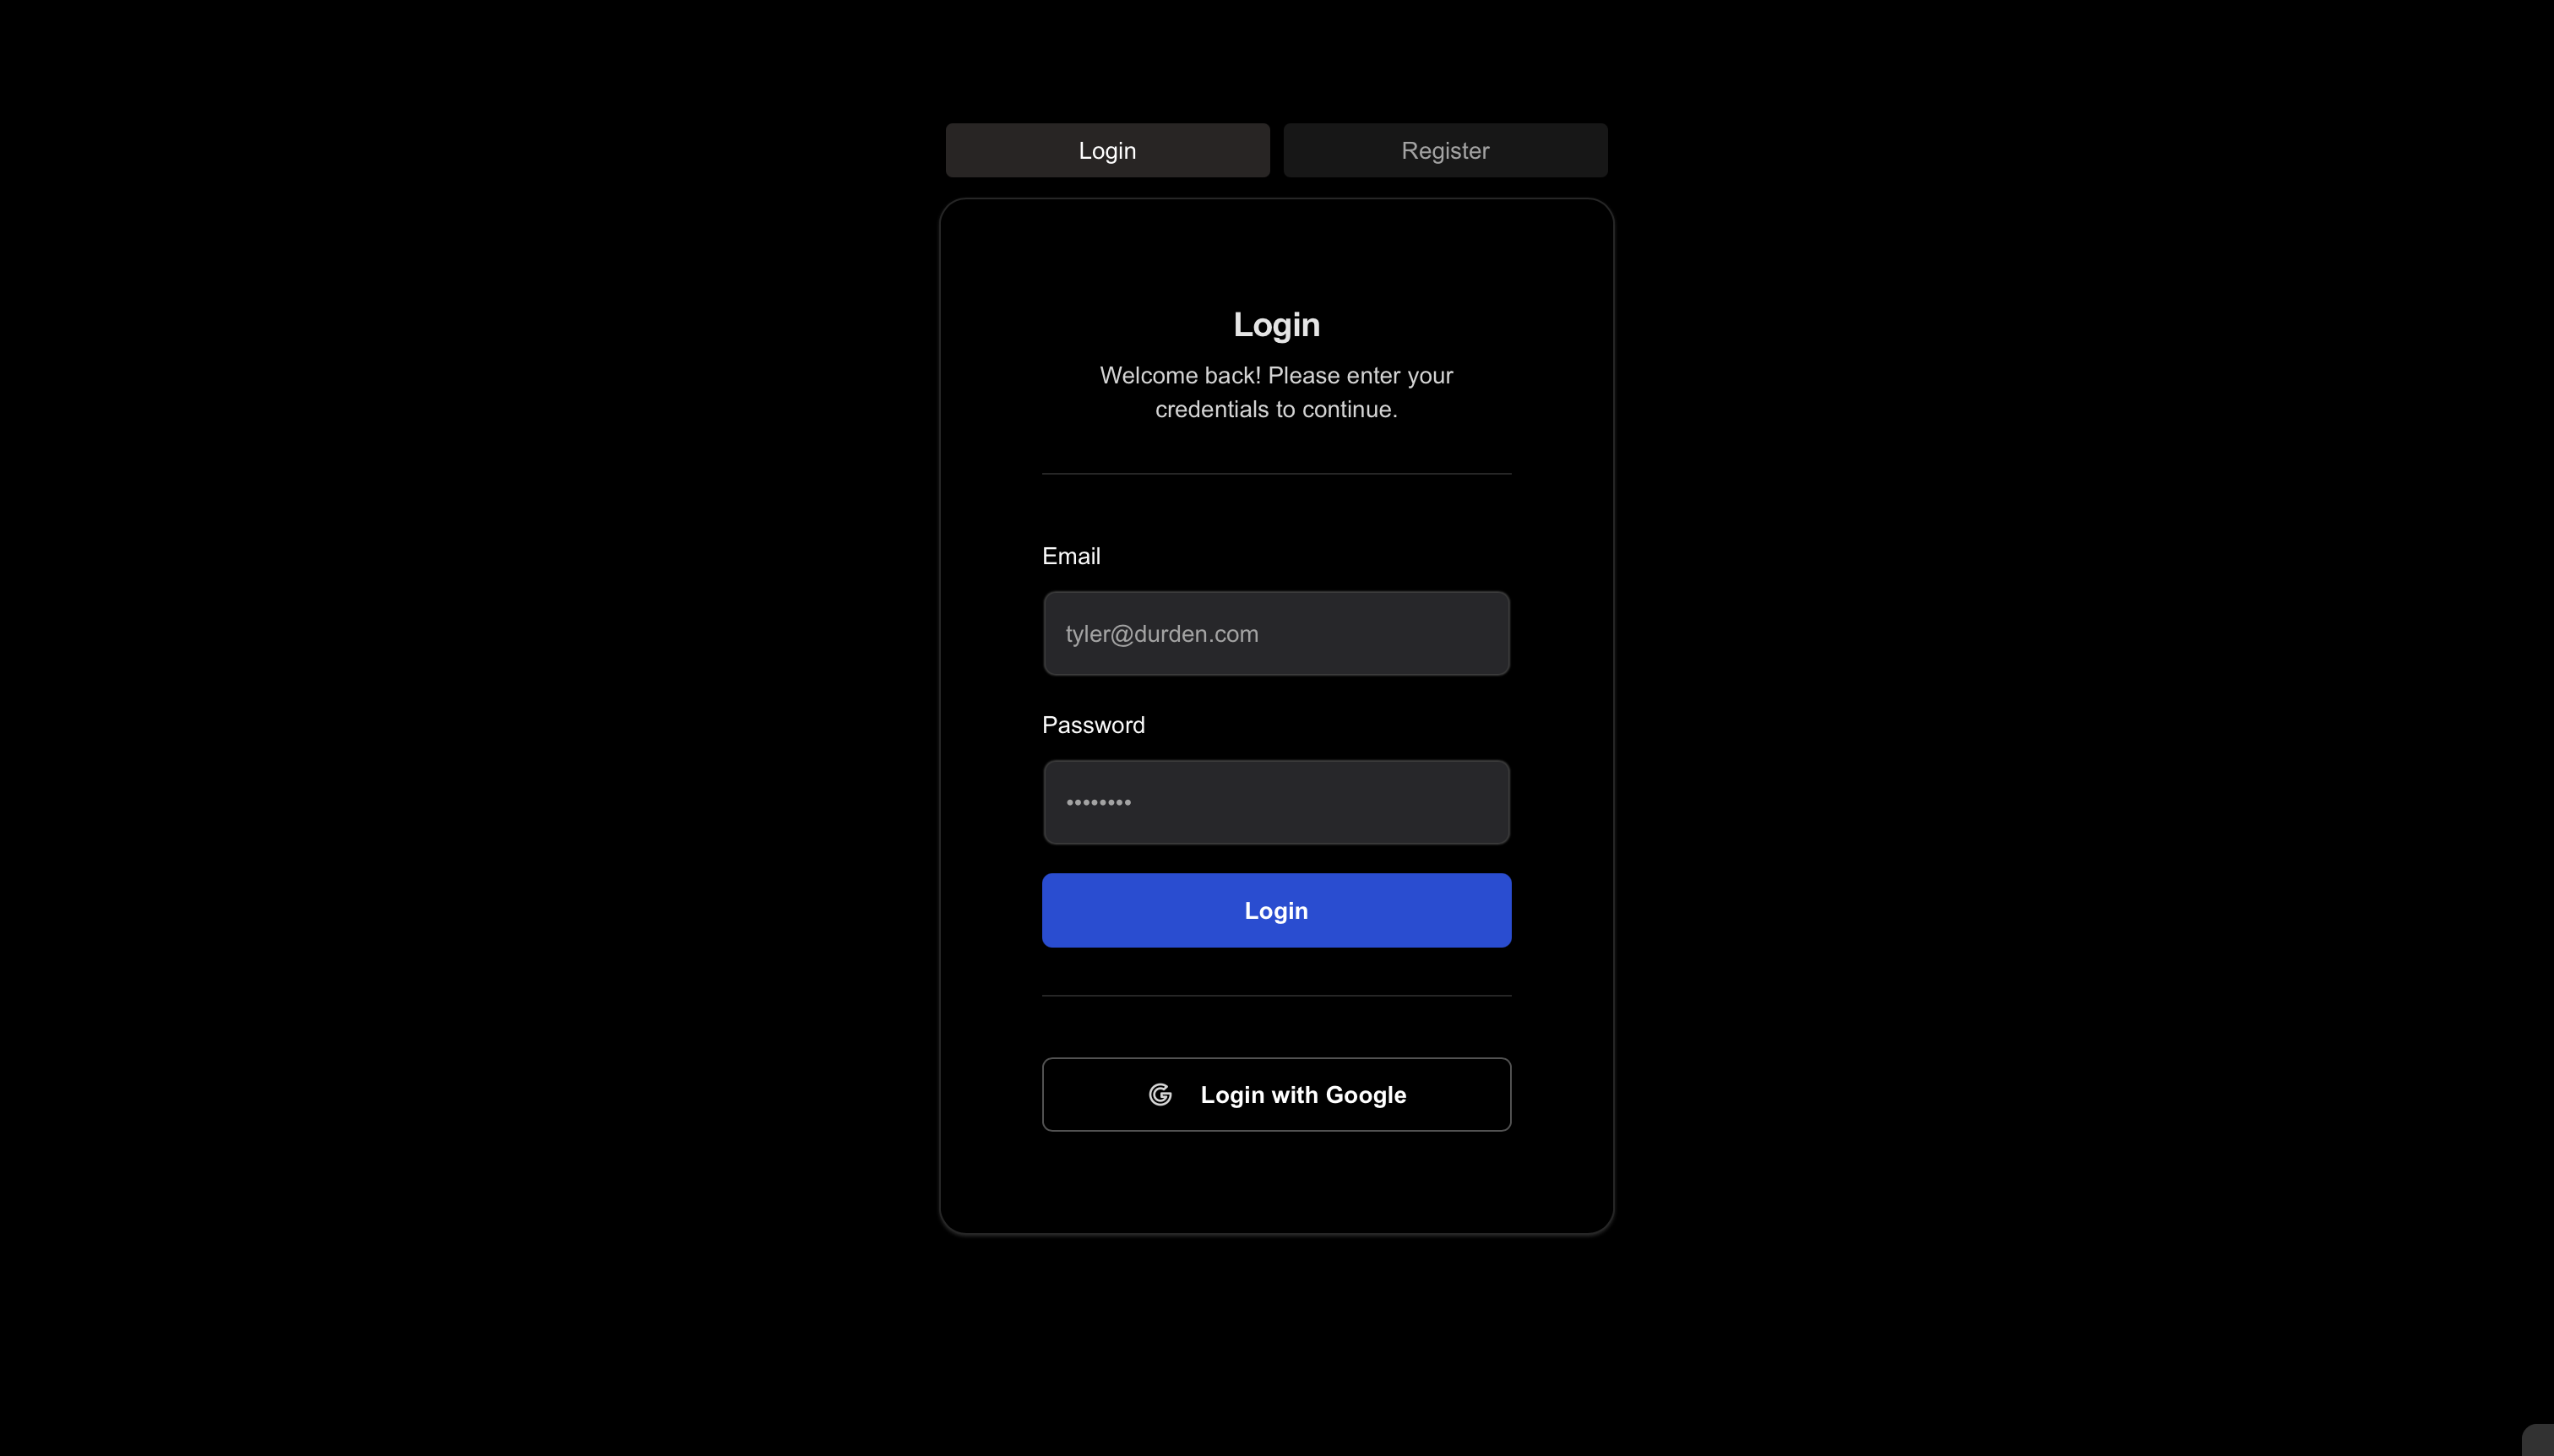 Login
Register
Login
Welcome back! Please enter your
credentials to continue.
Email
tyler@durden.com
Password
••••••••
Login
Login with Google